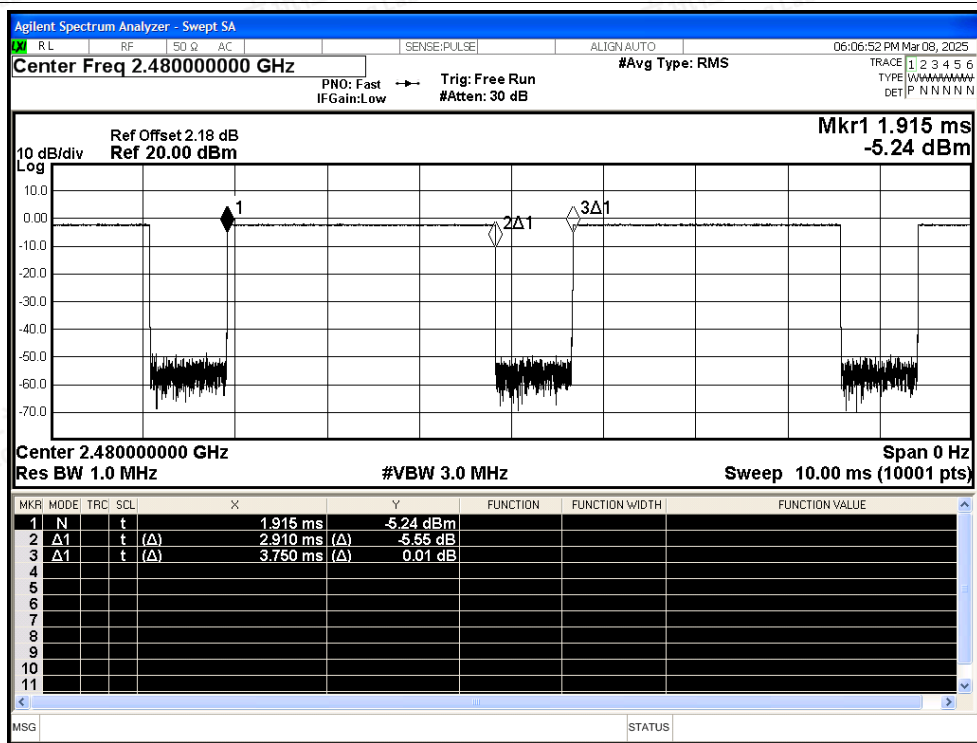 Agilent Spectrum Analyzer - Swept SA
LXI RL RF 50 Ω AC SENSE:PULSE ALIGN AUTO 06:06:52 PM Mar 08, 2025
Center Freq 2.480000000 GHz
PNO: Fast
IFGain:Low
Trig: Free Run
#Atten: 30 dB
#Avg Type: RMS
TRACE 1 2 3 4 5 6
TYPE WWWWWW
DET P N N N N N
Mkr1 1.915 ms
-5.24 dBm
Ref Offset 2.18 dB
10 dB/div Ref 20.00 dBm
Log
10.0
0.00
-10.0
-20.0
-30.0
-40.0
-50.0
-60.0
-70.0
1
2Δ1
3Δ1
Center 2.480000000 GHz Span 0 Hz
Res BW 1.0 MHz #VBW 3.0 MHz Sweep 10.00 ms (10001 pts)
MKR MODE TRC SCL X Y FUNCTION FUNCTION WIDTH FUNCTION VALUE
1 N t 1.915 ms -5.24 dBm
2 Δ1 t (Δ) 2.910 ms (Δ) -5.55 dB
3 Δ1 t (Δ) 3.750 ms (Δ) 0.01 dB
4
5
6
7
8
9
10
11
MSG STATUS